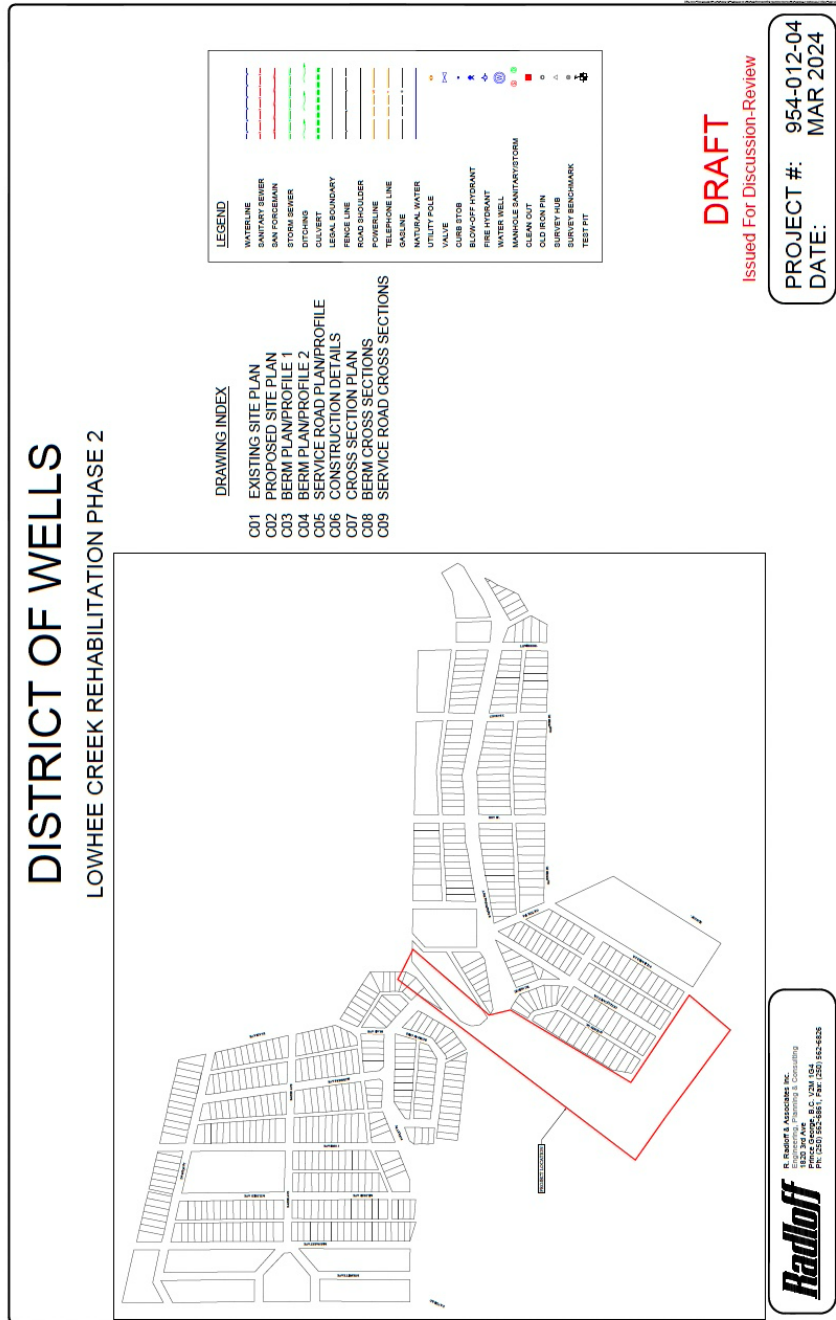 DISTRICT OF WELLS
LOWHEE CREEK REHABILITATION PHASE 2
DRAWING INDEX
C01 EXISTING SITE PLAN
C02 PROPOSED SITE PLAN
C03 BERM PLAN/PROFILE 1
C04 BERM PLAN/PROFILE 2
C05 SERVICE ROAD PLAN/PROFILE
C06 CONSTRUCTION DETAILS
C07 CROSS SECTION PLAN
C08 BERM CROSS SECTIONS
C09 SERVICE ROAD CROSS SECTIONS
LEGEND
WATERLINE
SANITARY SEWER
SAN FORCEMAIN
STORM SEWER
DITCHING
CULVERT
LEGAL BOUNDARY
FENCE LINE
ROAD SHOULDER
POWERLINE
TELEPHONE LINE
GASLINE
NATURAL WATER
UTILITY POLE
VALVE
CURB STOB
BLOW-OFF HYDRANT
FIRE HYDRANT
WATER WELL
MANHOLE SANITARY/STORM
CLEAN OUT
OLD IRON PIN
SURVEY HUB
SURVEY BENCHMARK
TEST PIT
PROJECT LOCATION
Radloff
R. Radloff & Associates Inc.
Engineering, Planning & Consulting
1820 3rd Ave
Prince George, B.C. V2M 1G4
Ph: (250) 562-6861, Fax: (250) 562-6826
DRAFT
Issued For Discussion-Review
PROJECT #: 954-012-04
DATE: MAR 2024